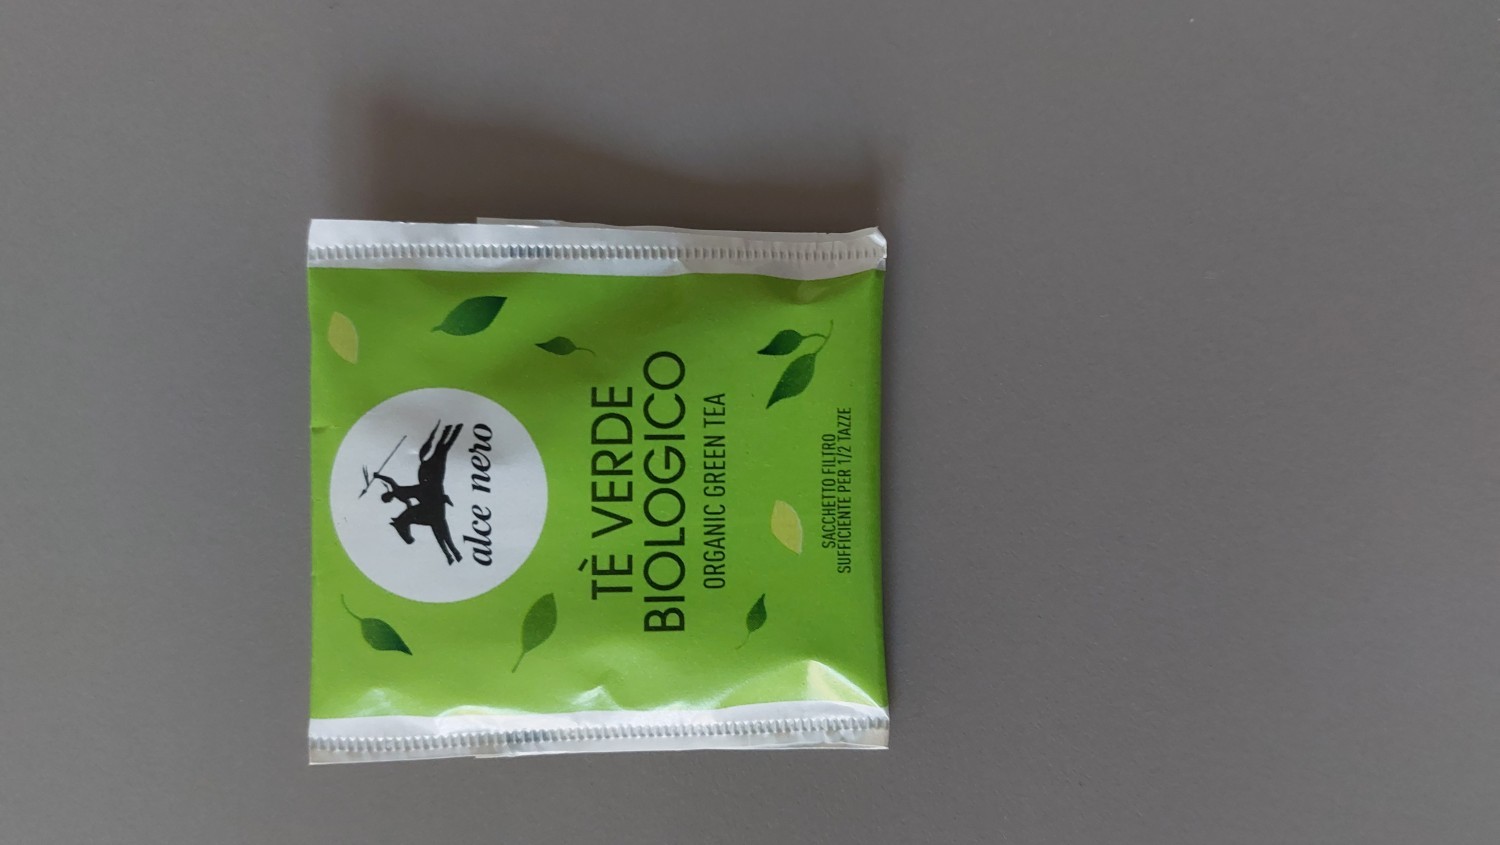 alce nero
TÈ VERDE
BIOLOGICO
ORGANIC GREEN TEA
SACCHETTO FILTRO
SUFFICIENTE PER 1/2 TAZZE